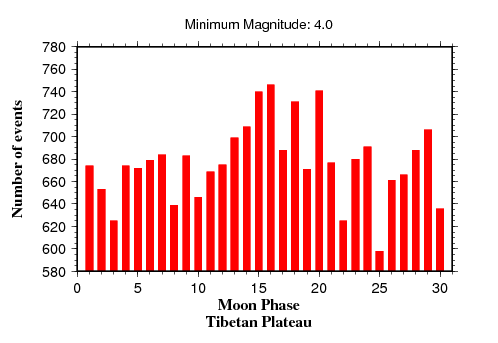 Minimum Magnitude: 4.0
780
760
740
720
700
680
660
640
620
600
580
Number of events
0 5 10 15 20 25 30
Moon Phase
Tibetan Plateau